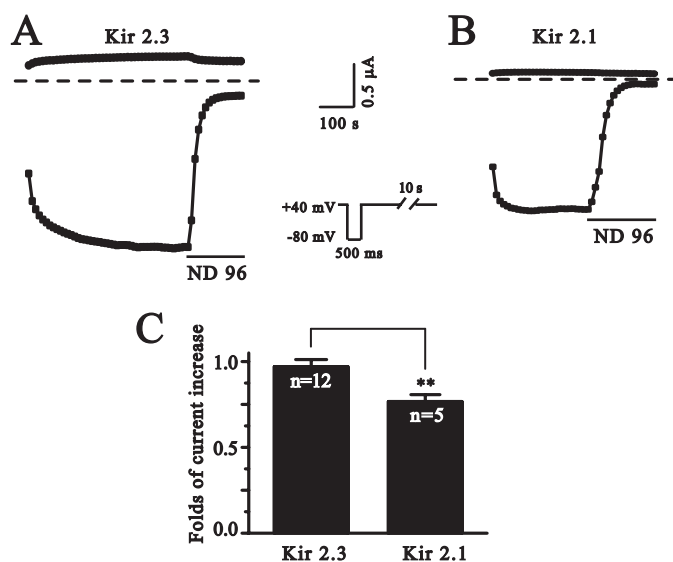 A
Kir 2.3
0.5 µA
100 s
B
Kir 2.1
10 s
+40 mV
-80 mV
500 ms
ND 96
ND 96
C
Folds of current increase
1.0
0.5
0.0
n=12
**
n=5
Kir 2.3
Kir 2.1